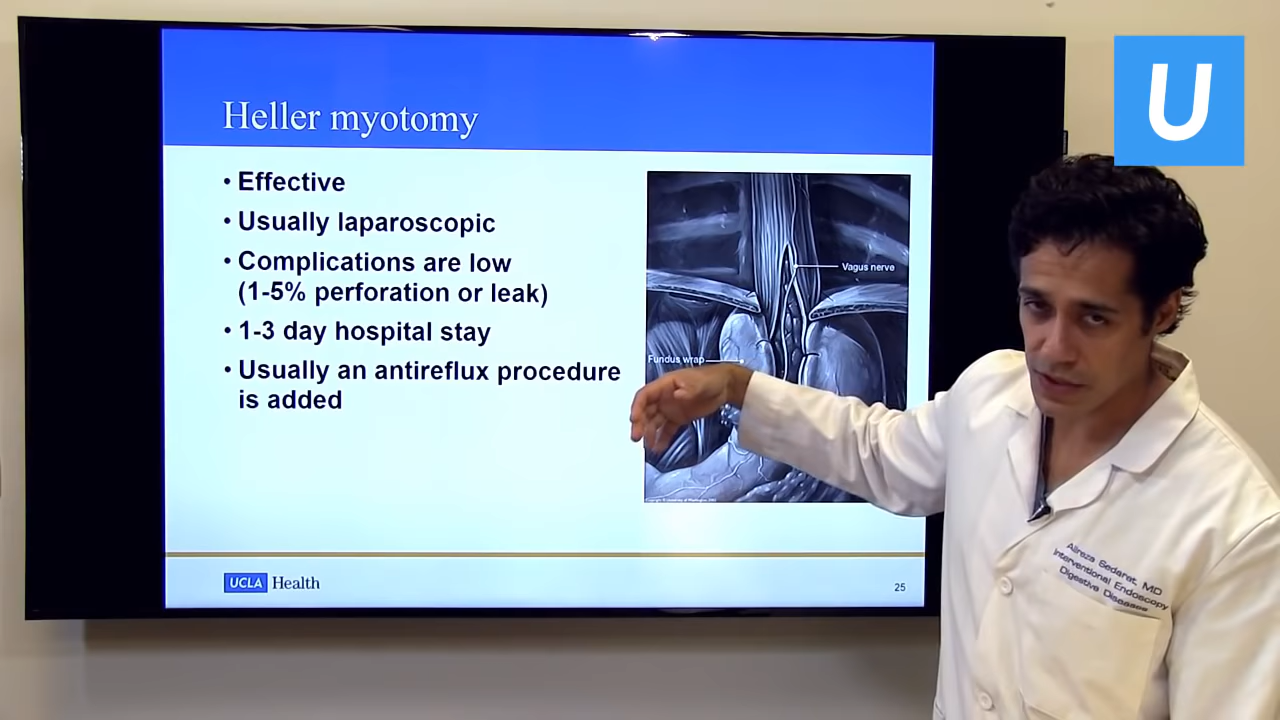 U
Heller myotomy
• Effective
• Usually laparoscopic
• Complications are low
(1-5% perforation or leak)
• 1-3 day hospital stay
• Usually an antireflux procedure
is added
Vagus nerve
Fundus wrap
UCLA Health
25
Alireza Sedarat, MD
Interventional Endoscopy
Digestive Diseases